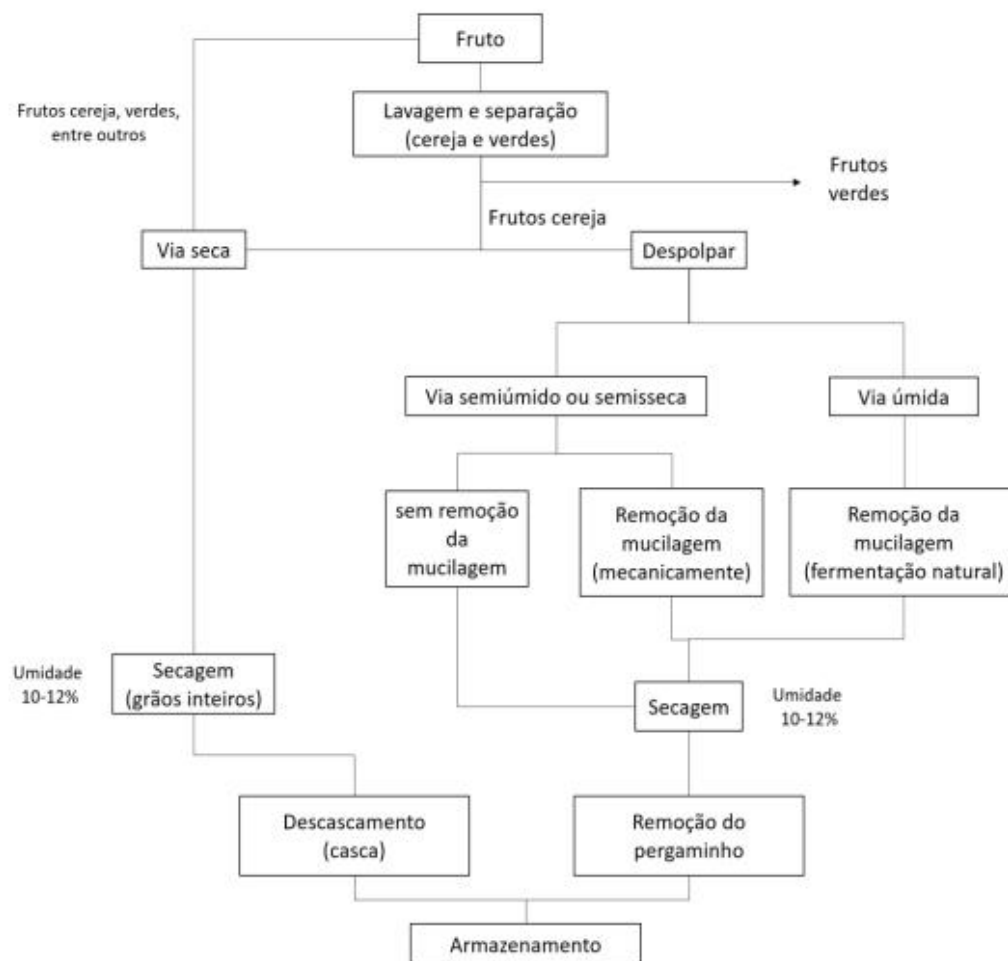 Fruto
Frutos cereja, verdes,
entre outros
Lavagem e separação
(cereja e verdes)
Frutos
verdes
Frutos cereja
Via seca
Despolpar
Via semiúmido ou semisseca
Via úmida
sem remoção
da
mucilagem
Remoção da
mucilagem
(mecanicamente)
Remoção da
mucilagem
(fermentação natural)
Umidade
10-12%
Secagem
(grãos inteiros)
Secagem
Umidade
10-12%
Descascamento
(casca)
Remoção do
pergaminho
Armazenamento